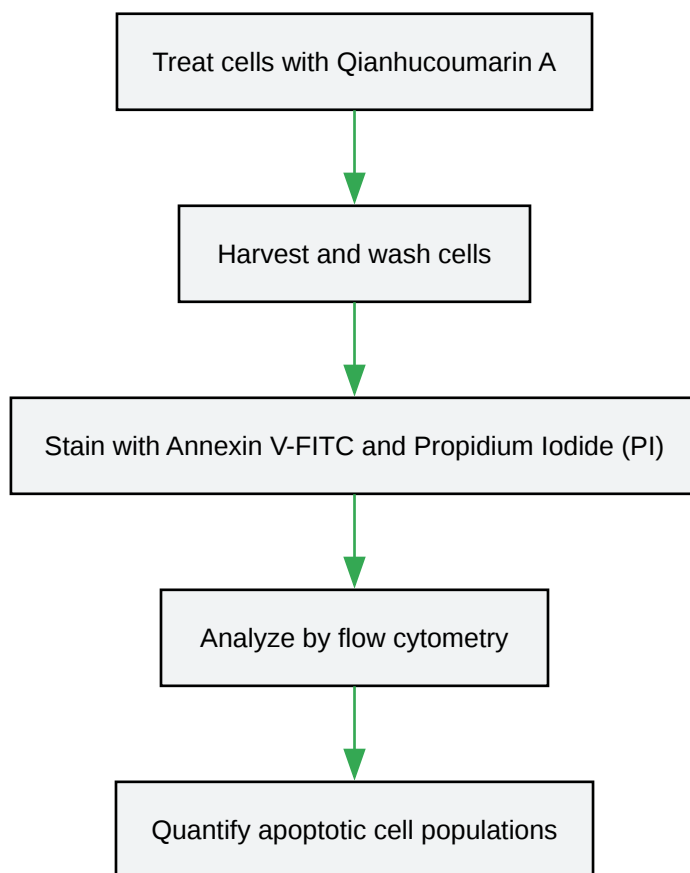 Treat cells with Qianhucoumarin A
Harvest and wash cells
Stain with Annexin V-FITC and Propidium Iodide (PI)
Analyze by flow cytometry
Quantify apoptotic cell populations